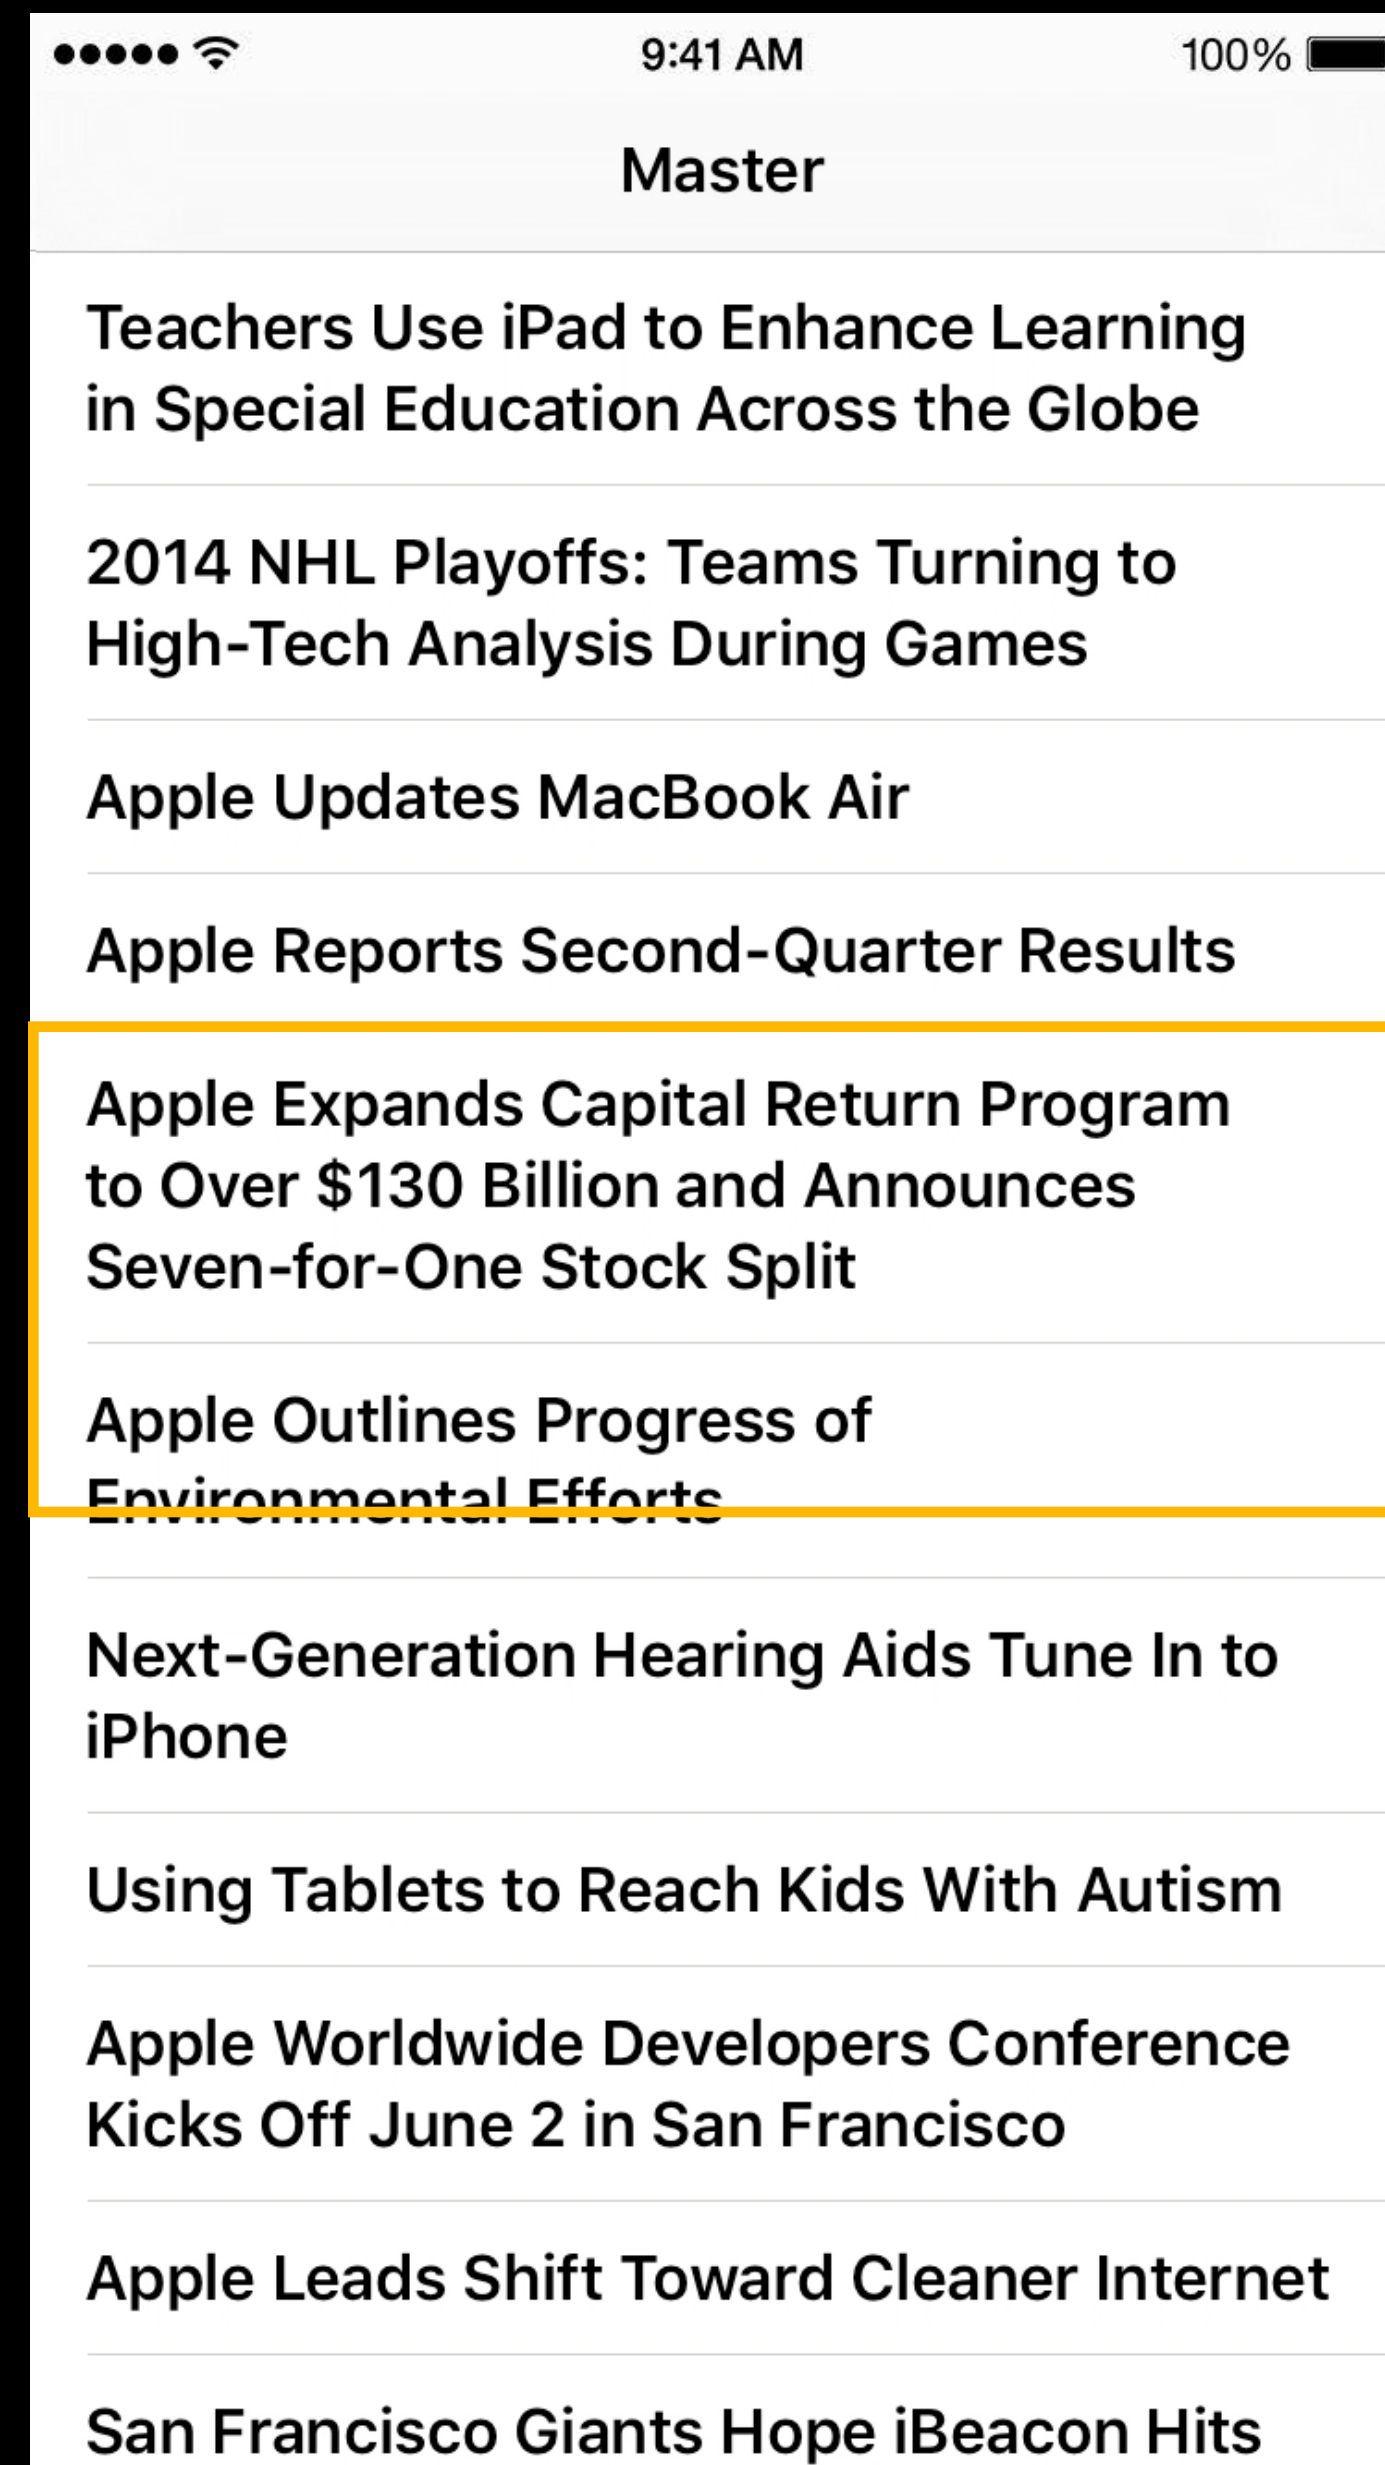 9:41 AM
100%
Master
Teachers Use iPad to Enhance Learning
in Special Education Across the Globe
2014 NHL Playoffs: Teams Turning to
High-Tech Analysis During Games
Apple Updates MacBook Air
Apple Reports Second-Quarter Results
Apple Expands Capital Return Program
to Over $130 Billion and Announces
Seven-for-One Stock Split
Apple Outlines Progress of
Environmental Efforts
Next-Generation Hearing Aids Tune In to
iPhone
Using Tablets to Reach Kids With Autism
Apple Worldwide Developers Conference
Kicks Off June 2 in San Francisco
Apple Leads Shift Toward Cleaner Internet
San Francisco Giants Hope iBeacon Hits